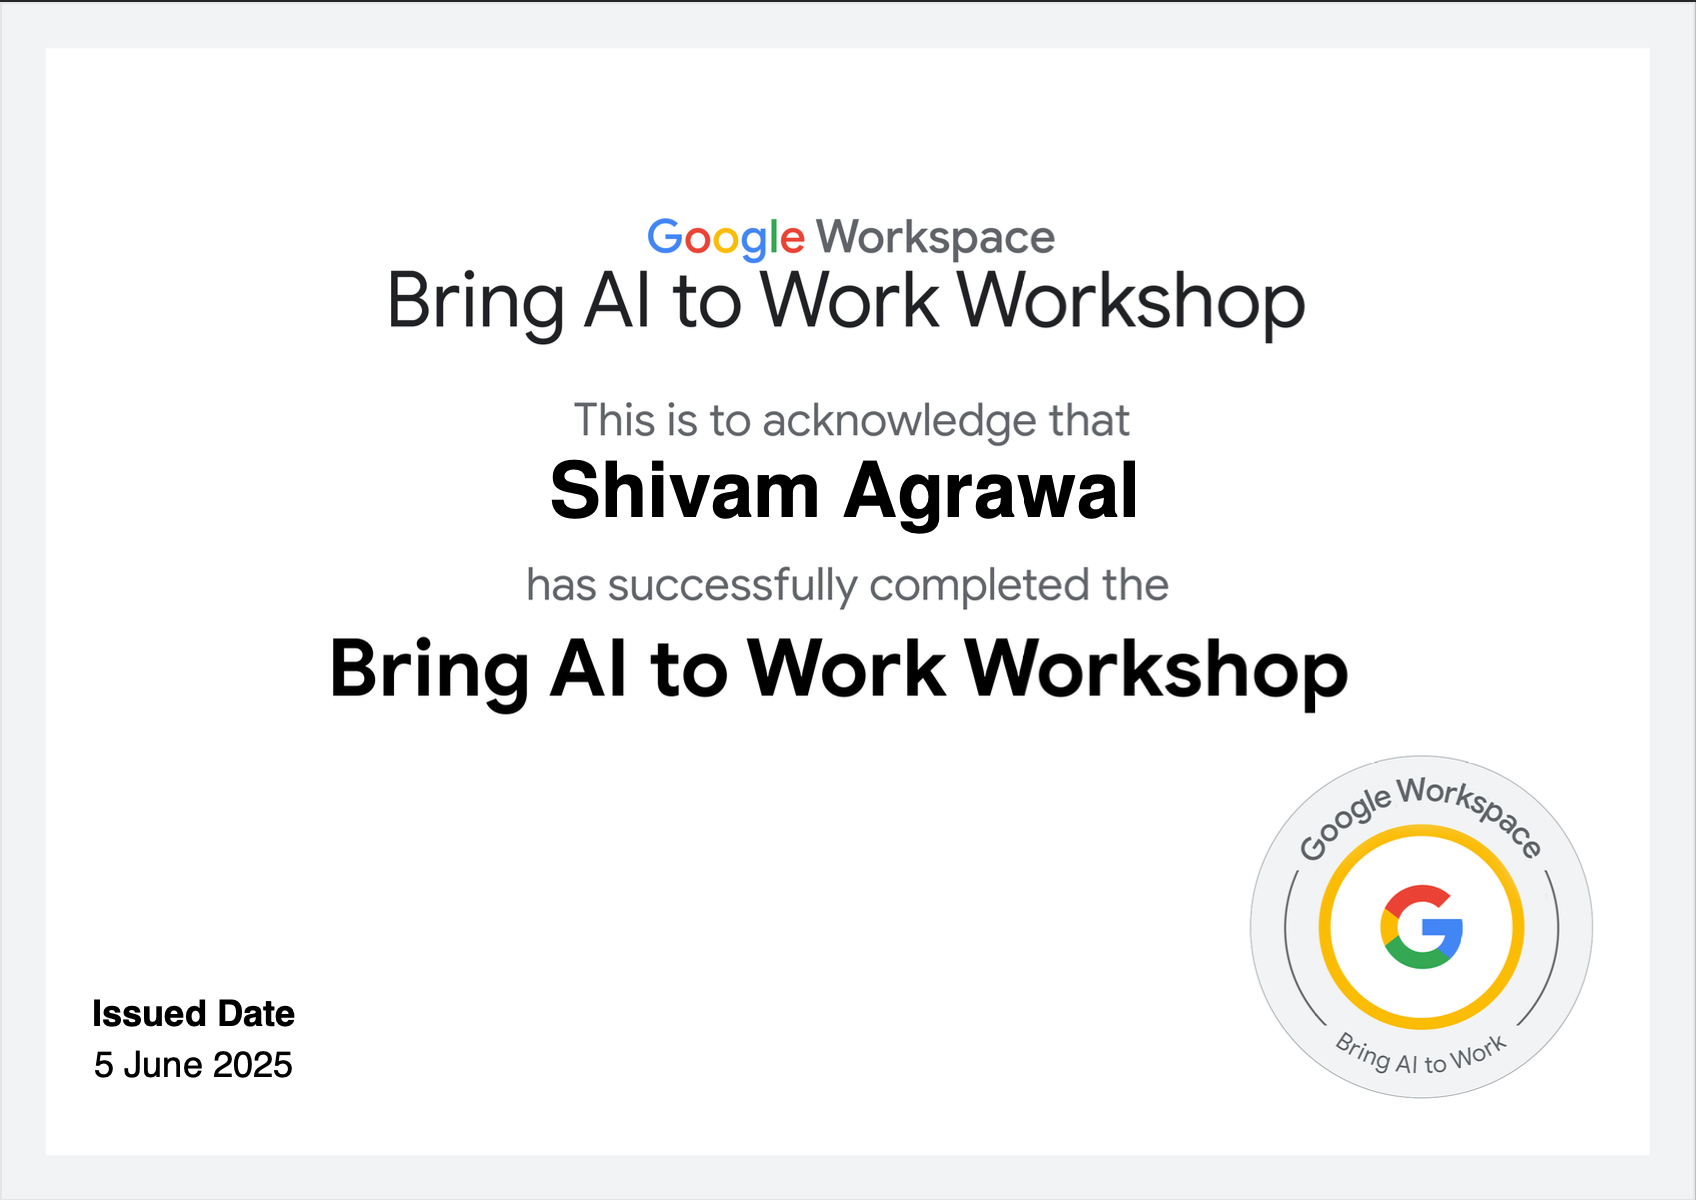 Google Workspace
Bring AI to Work Workshop
This is to acknowledge that
Shivam Agrawal
has successfully completed the
Bring AI to Work Workshop
Google Workspace
G
Bring AI to Work
Issued Date
5 June 2025